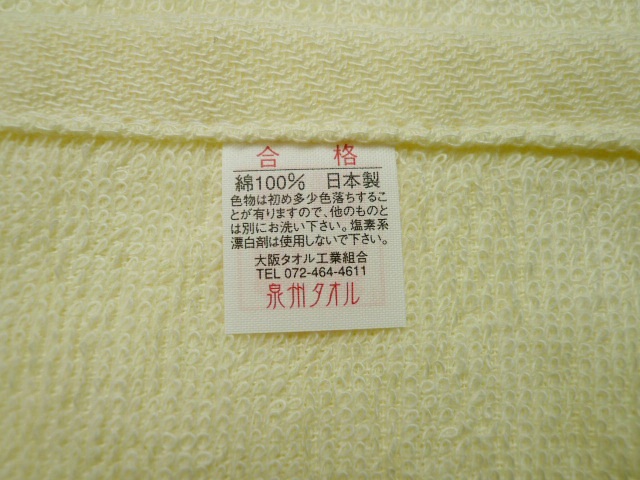 合格
綿100% 日本製
色物は初め多少色落ちするこ
とが有りますので、他のものと
は別にお洗い下さい。塩素系
漂白剤は使用しないで下さい。
大阪タオル工業組合
TEL 072-464-4611
泉州タオル